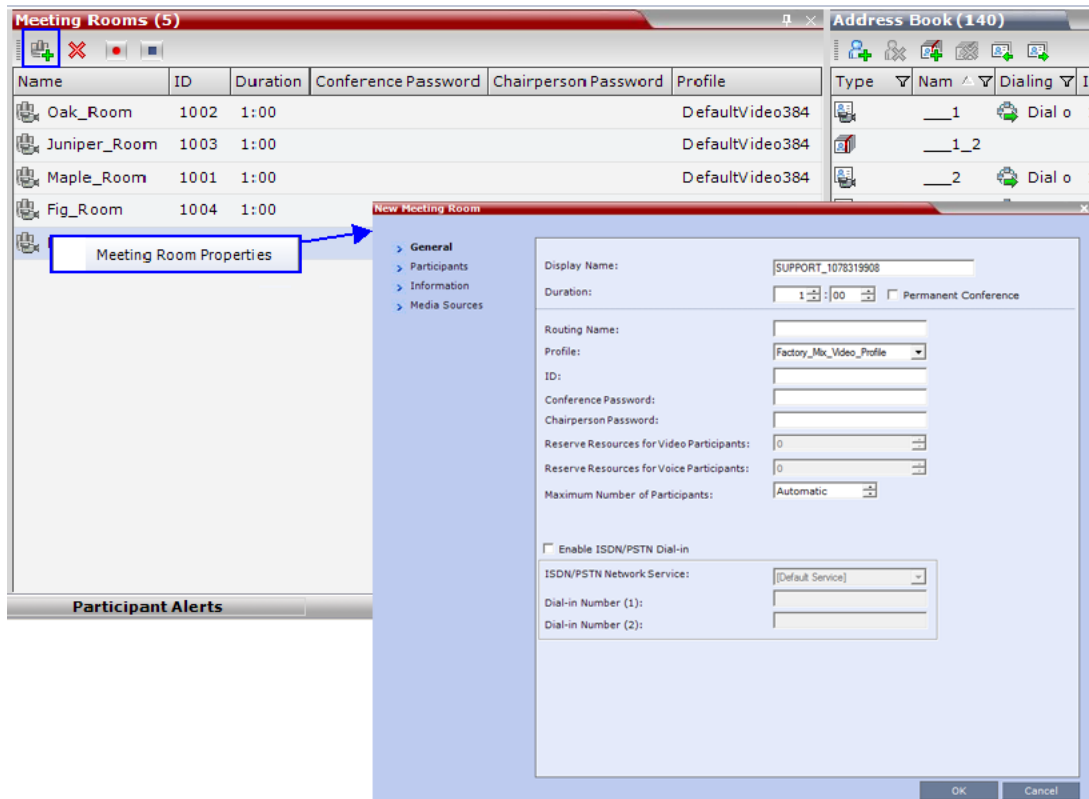 Meeting Rooms (5)
Address Book (140)
Name ID Duration Conference Password Chairperson Password Profile
Type Nam Dialing
Oak_Room 1002 1:00 DefaultVideo384
___1 Dial o
Juniper_Room 1003 1:00 DefaultVideo384
___1_2
Maple_Room 1001 1:00 DefaultVideo384
___2 Dial o
Fig_Room 1004 1:00
Meeting Room Properties
New Meeting Room
General
Participants
Information
Media Sources
Display Name: SUPPORT_1078319908
Duration: 1 : 00 Permanent Conference
Routing Name:
Profile: Factory_Mix_Video_Profile
ID:
Conference Password:
Chairperson Password:
Reserve Resources for Video Participants: 0
Reserve Resources for Voice Participants: 0
Maximum Number of Participants: Automatic
Enable ISDN/PSTN Dial-in
ISDN/PSTN Network Service: [Default Service]
Dial-in Number (1):
Dial-in Number (2):
OK Cancel
Participant Alerts